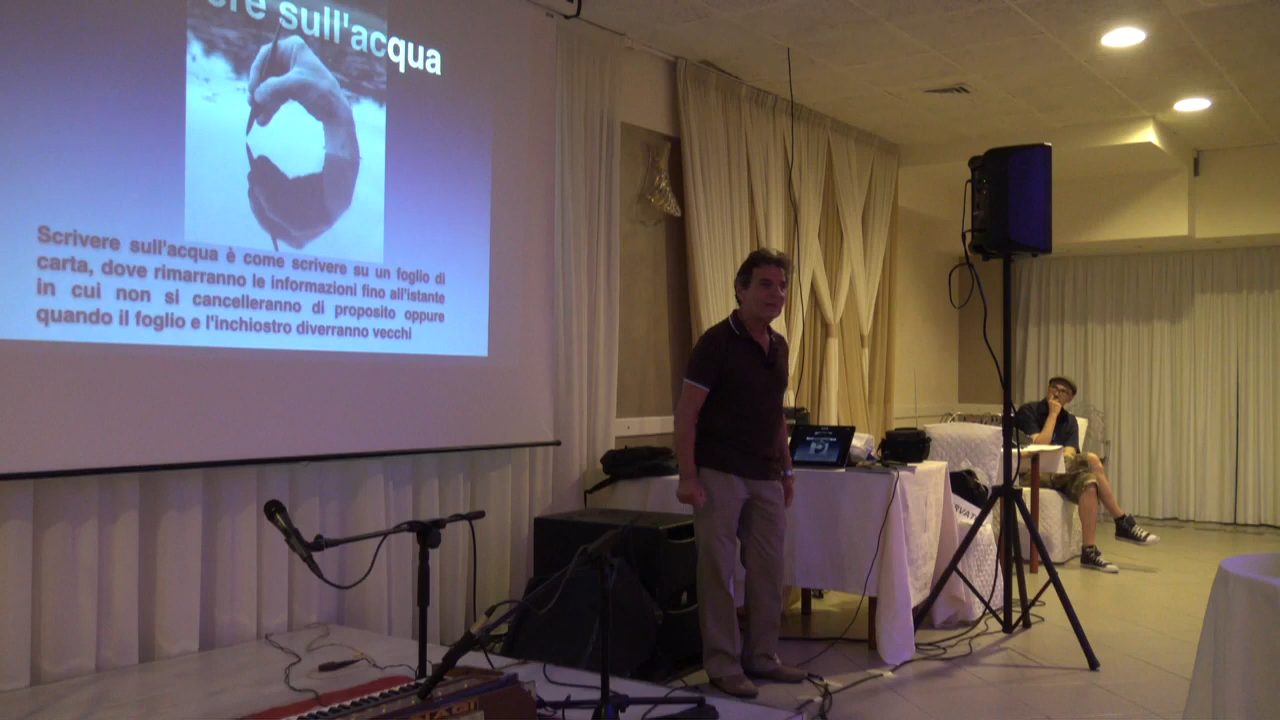 ere sull'acqua
Scrivere sull'acqua è come scrivere su un foglio di
carta, dove rimarranno le informazioni fino all'istante
in cui non si cancelleranno di proposito oppure
quando il foglio e l'inchiostro diverranno vecchi
RVAT